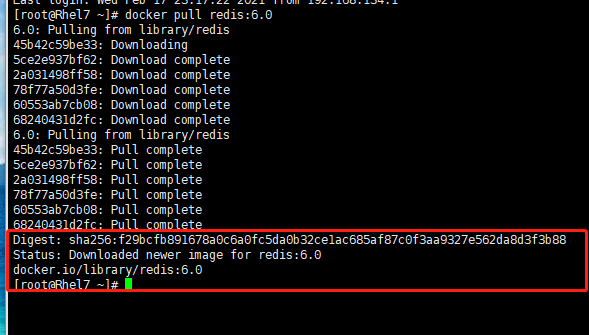 Last login: Wed Feb 17 23:17:22 2021 from 192.168.134.1
[root@Rhel7 ~]# docker pull redis:6.0
6.0: Pulling from library/redis
45b42c59be33: Downloading
5ce2e937bf62: Download complete
2a031498ff58: Download complete
78f77a50d3fe: Download complete
60553ab7cb08: Download complete
68240431d2fc: Download complete
6.0: Pulling from library/redis
45b42c59be33: Pull complete
5ce2e937bf62: Pull complete
2a031498ff58: Pull complete
78f77a50d3fe: Pull complete
60553ab7cb08: Pull complete
68240431d2fc: Pull complete
Digest: sha256:f29bcfb891678a0c6a0fc5da0b32ce1ac685af87c0f3aa9327e562da8d3f3b88
Status: Downloaded newer image for redis:6.0
docker.io/library/redis:6.0
[root@Rhel7 ~]#